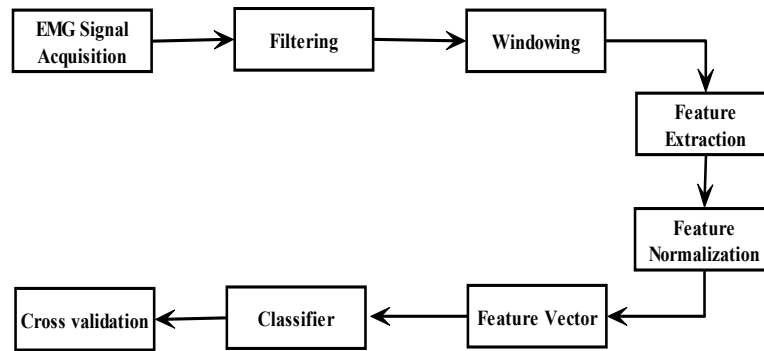 EMG Signal
Acquisition
Filtering
Windowing
Feature
Extraction
Feature
Normalization
Feature Vector
Classifier
Cross validation